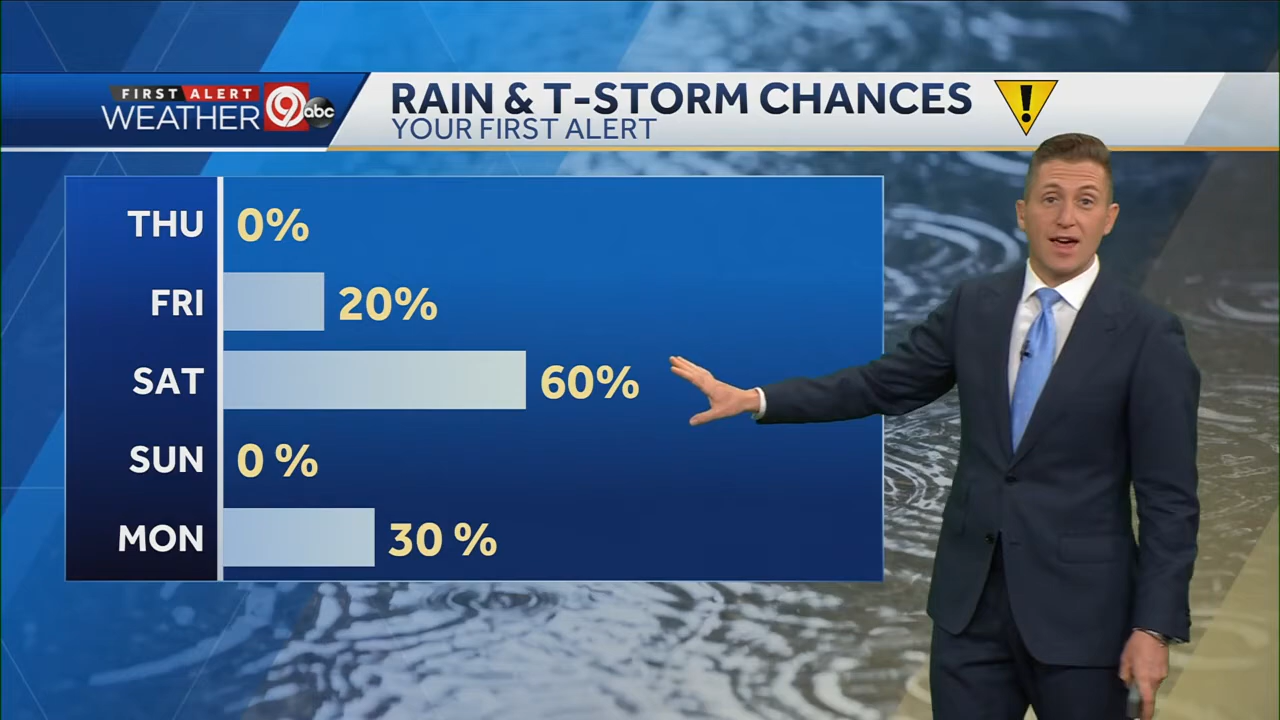 FIRST ALERT
WEATHER 9 abc
RAIN & T-STORM CHANCES
YOUR FIRST ALERT
!
THU 0%
FRI 20%
SAT 60%
SUN 0 %
MON 30 %